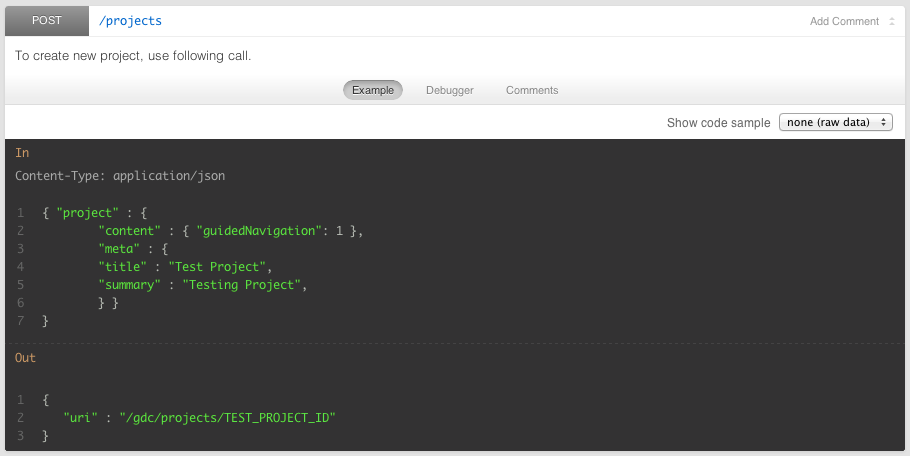 POST /projects Add Comment
To create new project, use following call.
Example Debugger Comments
Show code sample none (raw data)
In
Content-Type: application/json
1 { "project" : {
2 "content" : { "guidedNavigation": 1 },
3 "meta" : {
4 "title" : "Test Project",
5 "summary" : "Testing Project",
6 } }
7 }
Out
1 {
2 "uri" : "/gdc/projects/TEST_PROJECT_ID"
3 }